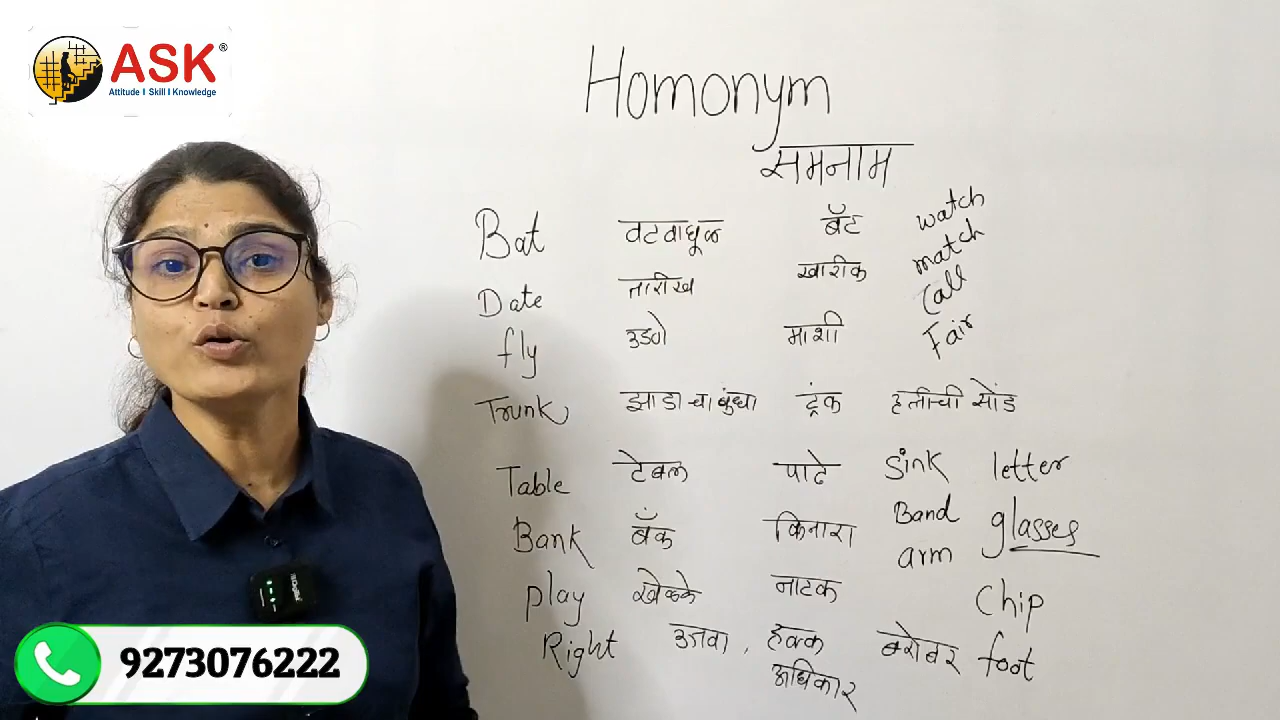 ASK®
Attitude I Skill I Knowledge
Homonym
समनाम
Bat वटवाघूळ बॅट watch
match
Date तारीख खारीक Call
fly उडणे माशी Fair
Trunk झाडाचा बुंधा ट्रंक हत्तीची सोंड
Table टेबल पाढे Sink letter
Bank बँक किनारा Band glasses
arm
play खेळणे नाटक Chip
Right उजवा, हक्क बरोबर foot
अधिकार
9273076222